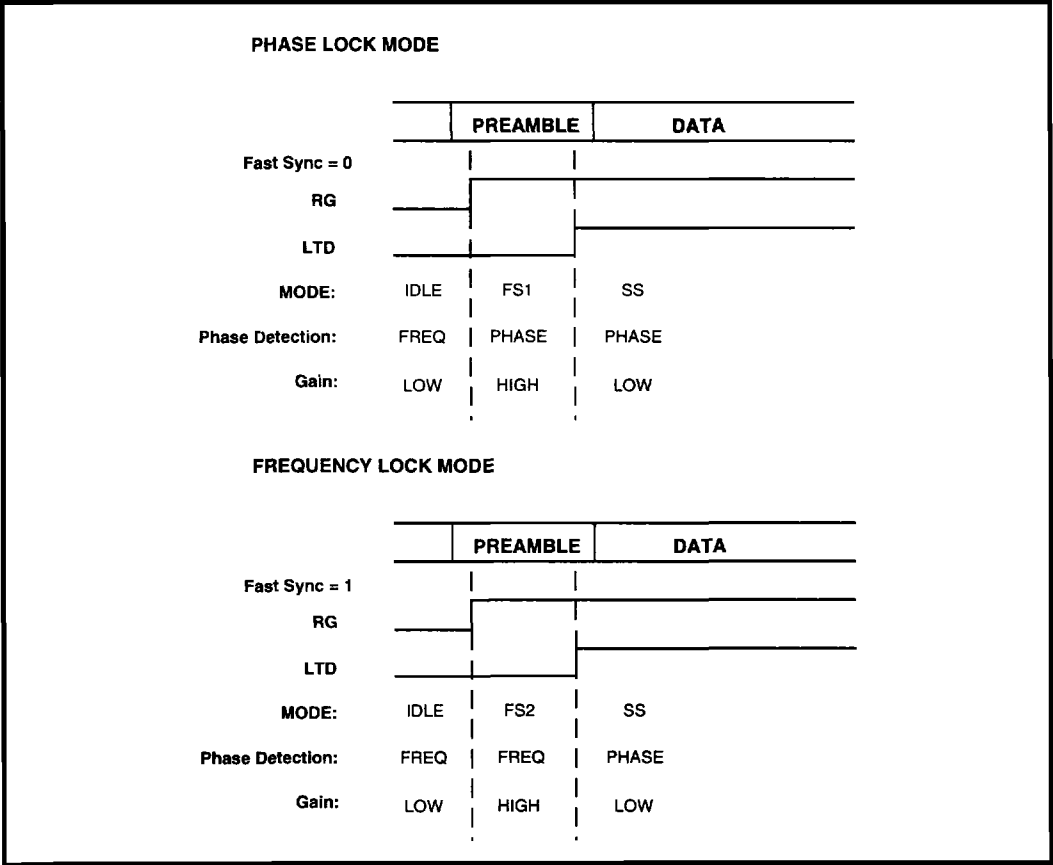 PHASE LOCK MODE
PREAMBLE DATA
Fast Sync = 0
RG
LTD
MODE: IDLE FS1 SS
Phase Detection: FREQ PHASE PHASE
Gain: LOW HIGH LOW
FREQUENCY LOCK MODE
PREAMBLE DATA
Fast Sync = 1
RG
LTD
MODE: IDLE FS2 SS
Phase Detection: FREQ FREQ PHASE
Gain: LOW HIGH LOW